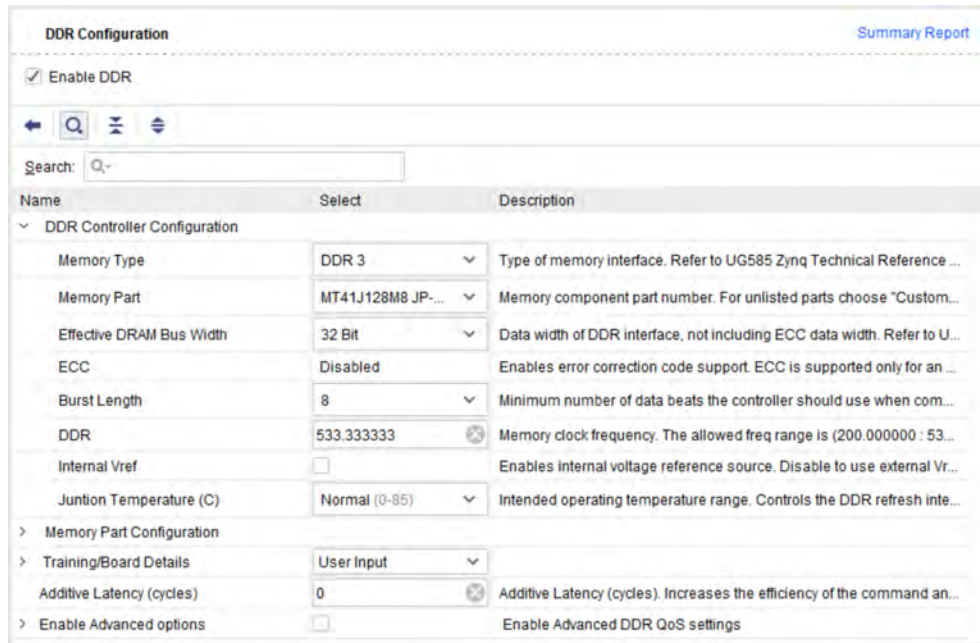 DDR Configuration Summary Report
Enable DDR
Search:
Name Select Description
DDR Controller Configuration
Memory Type DDR 3 Type of memory interface. Refer to UG585 Zynq Technical Reference ...
Memory Part MT41J128M8 JP-... Memory component part number. For unlisted parts choose "Custom...
Effective DRAM Bus Width 32 Bit Data width of DDR interface, not including ECC data width. Refer to U...
ECC Disabled Enables error correction code support. ECC is supported only for an ...
Burst Length 8 Minimum number of data beats the controller should use when com...
DDR 533.333333 Memory clock frequency. The allowed freq range is (200.000000 : 53...
Internal Vref Enables internal voltage reference source. Disable to use external Vr...
Juntion Temperature (C) Normal (0-85) Intended operating temperature range. Controls the DDR refresh inte...
Memory Part Configuration
Training/Board Details User Input
Additive Latency (cycles) 0 Additive Latency (cycles). Increases the efficiency of the command an...
Enable Advanced options Enable Advanced DDR QoS settings